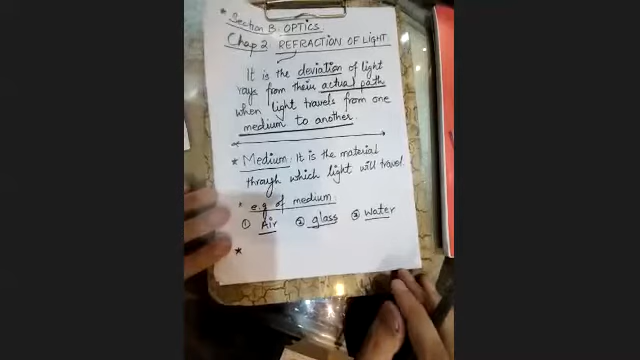 * Section B: OPTICS
Chap 2 REFRACTION OF LIGHT
It is the deviation of light
rays from their actual path
when light travels from one
medium to another.
* Medium: It is the material
through which light will travel.
* e.g of medium
① Air ② glass ③ water
*